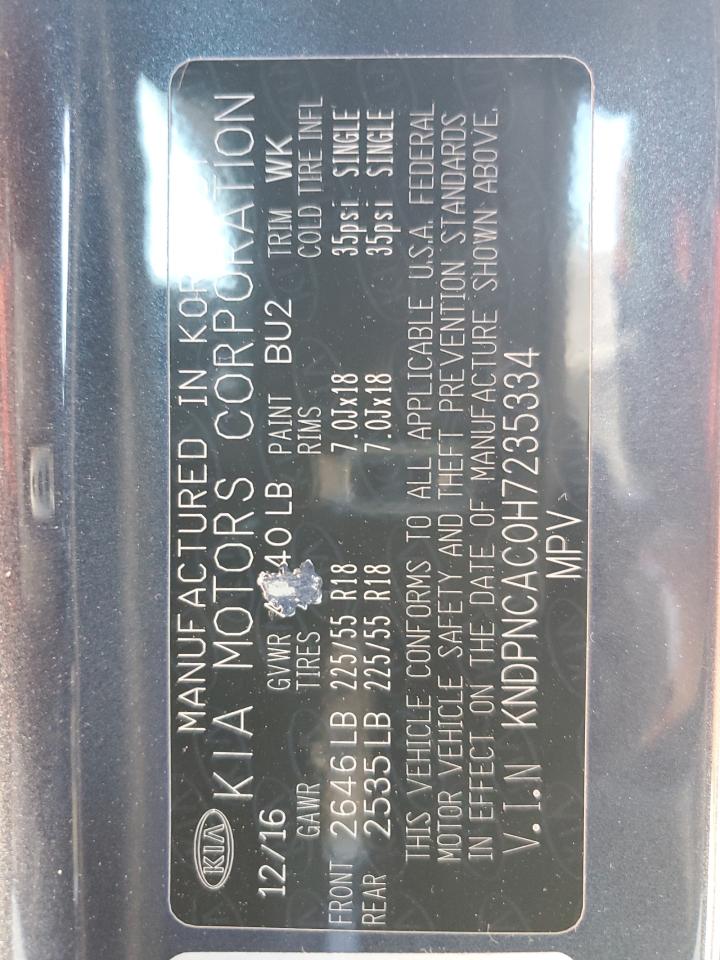 MANUFACTURED IN
KIA KIA MOTORS CORPORATION
12/16 GVWR 40 LB PAINT BU2 TRIM WK
GAWR TIRES RIMS COLD TIRE INFL
FRONT 2646 LB 225/55 R18 7.0Jx18 35psi SINGLE
REAR 2535 LB 225/55 R18 7.0Jx18 35psi SINGLE
THIS VEHICLE CONFORMS TO ALL APPLICABLE U.S.A. FEDERAL
MOTOR VEHICLE SAFETY AND THEFT PREVENTION STANDARDS
IN EFFECT ON THE DATE OF MANUFACTURE SHOWN ABOVE.
V.I.N KNDPNCAC0H7235334
MPV